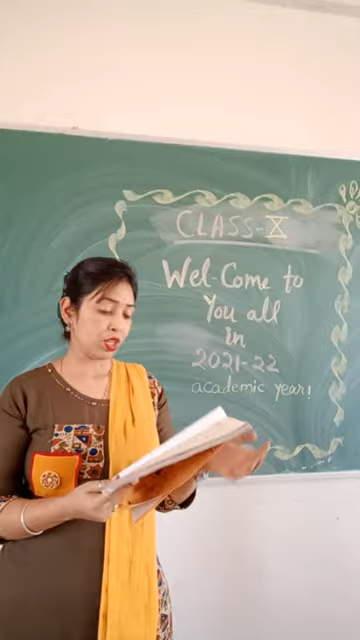 CLASS-X
Wel-Come to
You all
in
2021-22
academic year!